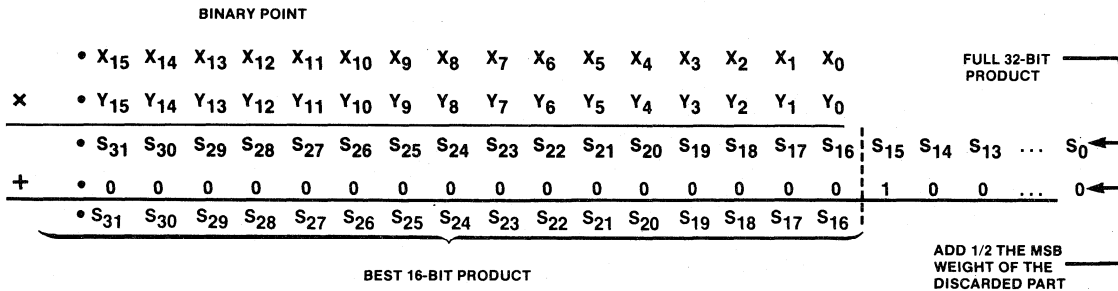 BINARY POINT
• X15 X14 X13 X12 X11 X10 X9 X8 X7 X6 X5 X4 X3 X2 X1 X0
FULL 32-BIT
PRODUCT
× • Y15 Y14 Y13 Y12 Y11 Y10 Y9 Y8 Y7 Y6 Y5 Y4 Y3 Y2 Y1 Y0
• S31 S30 S29 S28 S27 S26 S25 S24 S23 S22 S21 S20 S19 S18 S17 S16 S15 S14 S13 ... S0
+ • 0 0 0 0 0 0 0 0 0 0 0 0 0 0 0 0 1 0 0 ... 0
• S31 S30 S29 S28 S27 S26 S25 S24 S23 S22 S21 S20 S19 S18 S17 S16
BEST 16-BIT PRODUCT
ADD 1/2 THE MSB
WEIGHT OF THE
DISCARDED PART